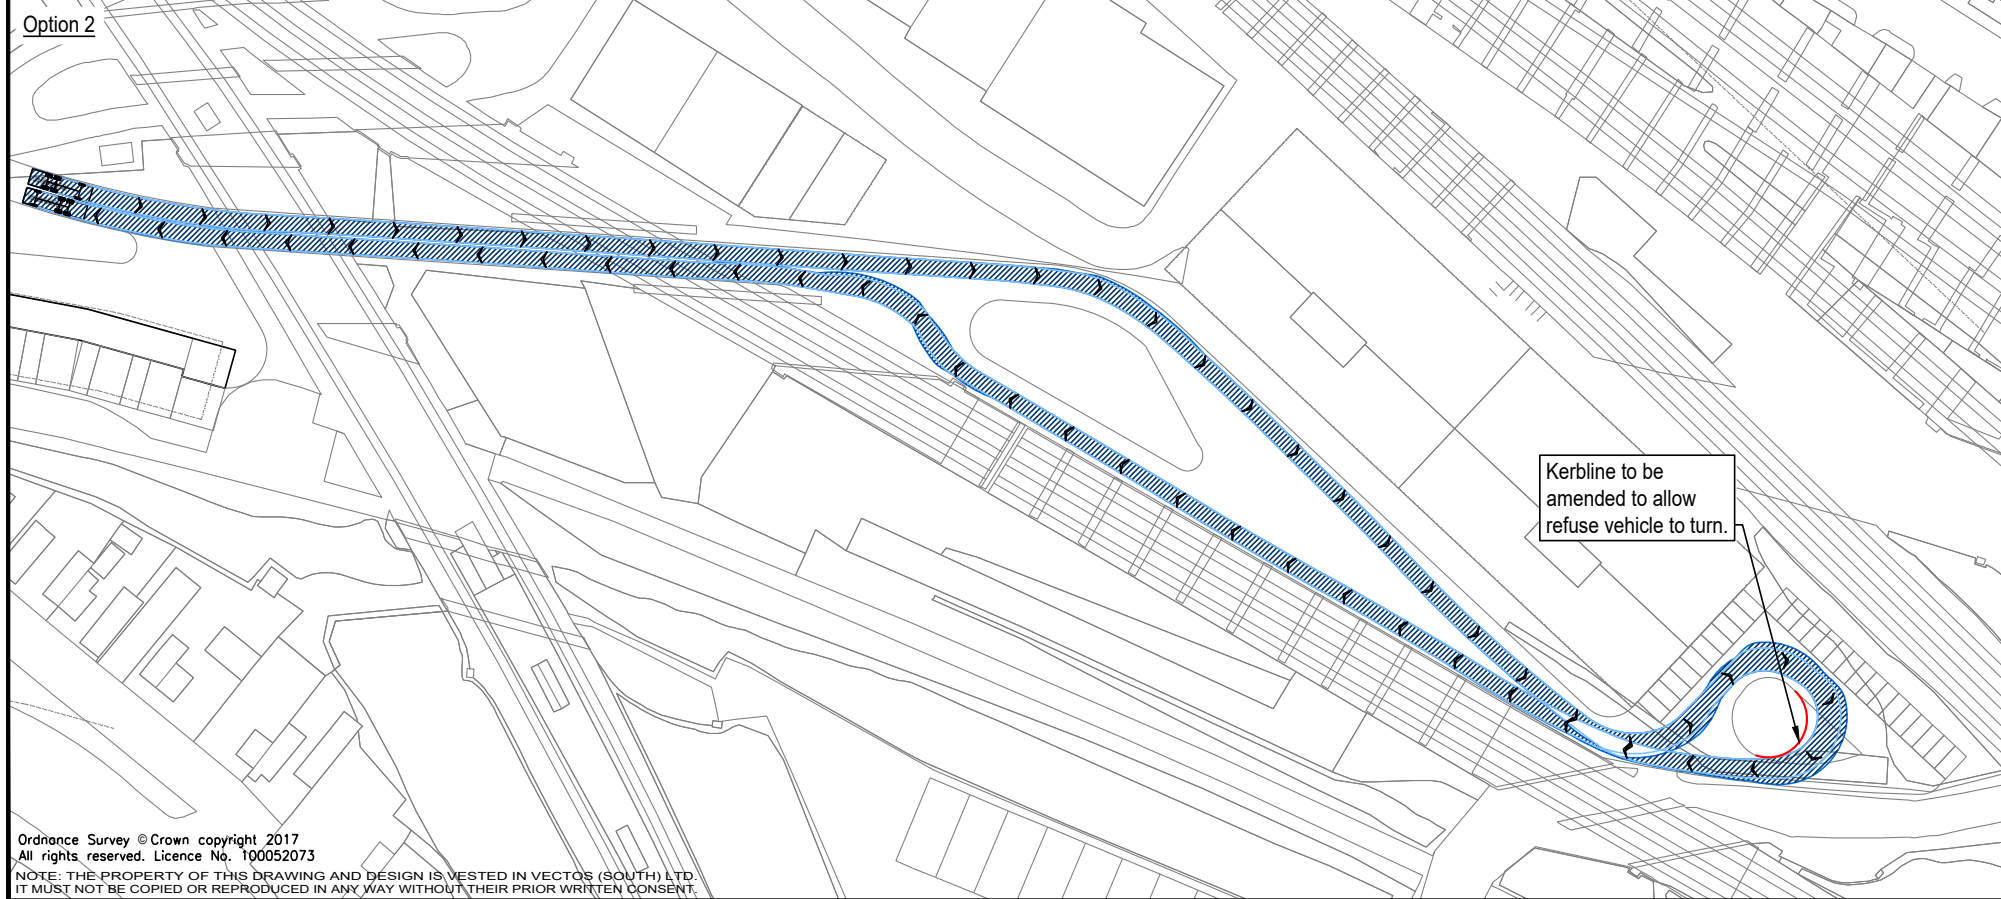 Option 2
Kerbline to be
amended to allow
refuse vehicle to turn.
Ordnance Survey © Crown copyright 2017
All rights reserved. Licence No. 100052073
NOTE: THE PROPERTY OF THIS DRAWING AND DESIGN IS VESTED IN VECTOS (SOUTH) LTD.
IT MUST NOT BE COPIED OR REPRODUCED IN ANY WAY WITHOUT THEIR PRIOR WRITTEN CONSENT.